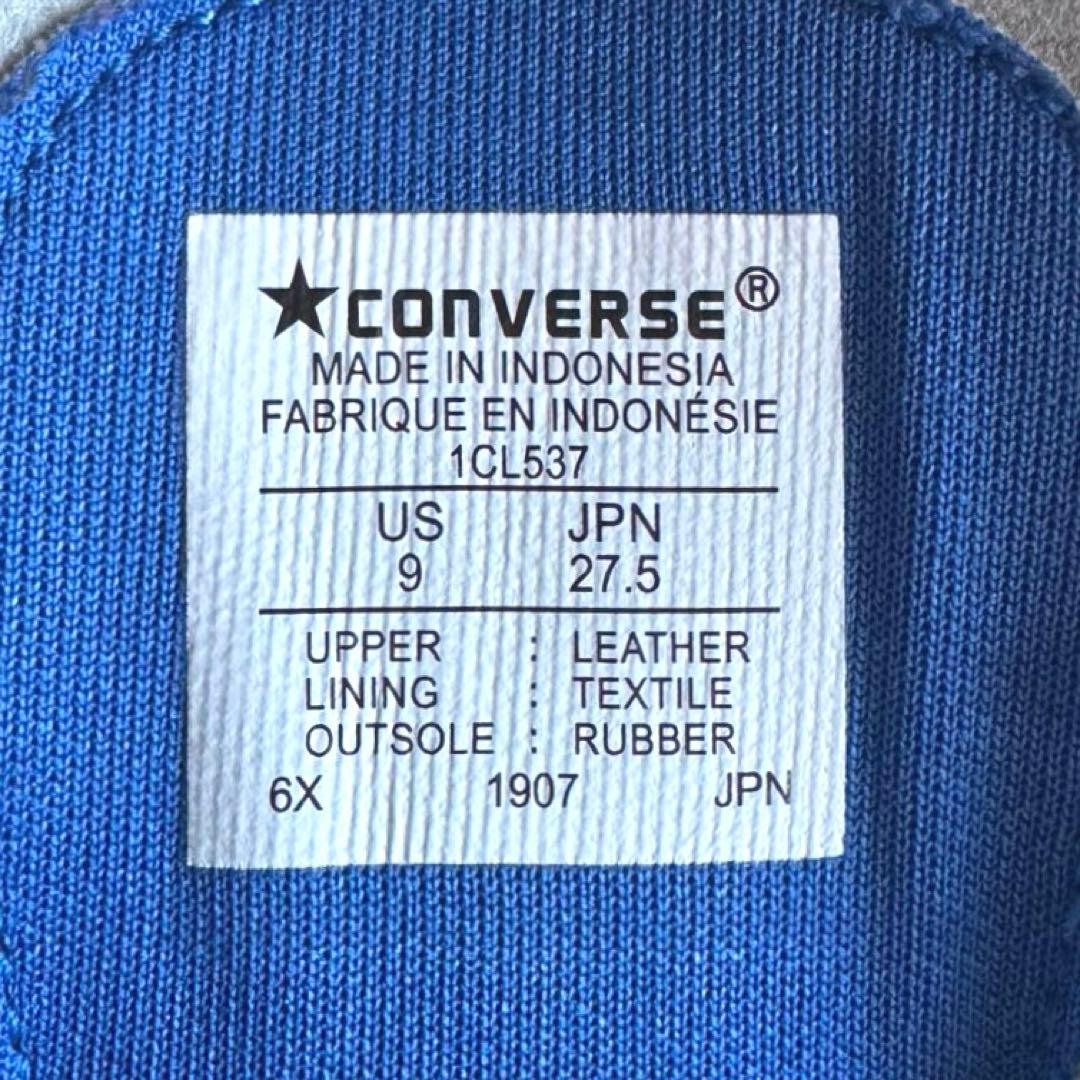 ★CONVERSE®
MADE IN INDONESIA
FABRIQUE EN INDONÉSIE
1CL537
US JPN
9 27.5
UPPER : LEATHER
LINING : TEXTILE
OUTSOLE : RUBBER
6X 1907 JPN